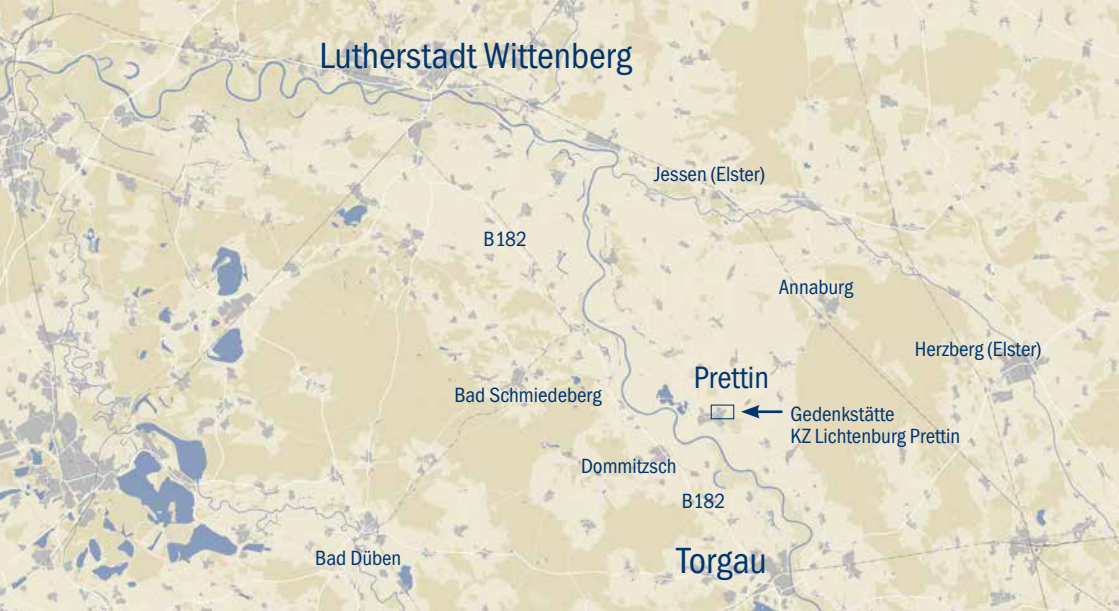 Lutherstadt Wittenberg
Jessen (Elster)
B182
Annaburg
Herzberg (Elster)
Prettin
Bad Schmiedeberg
Gedenkstätte
KZ Lichtenburg Prettin
Dommitzsch
B182
Bad Düben
Torgau